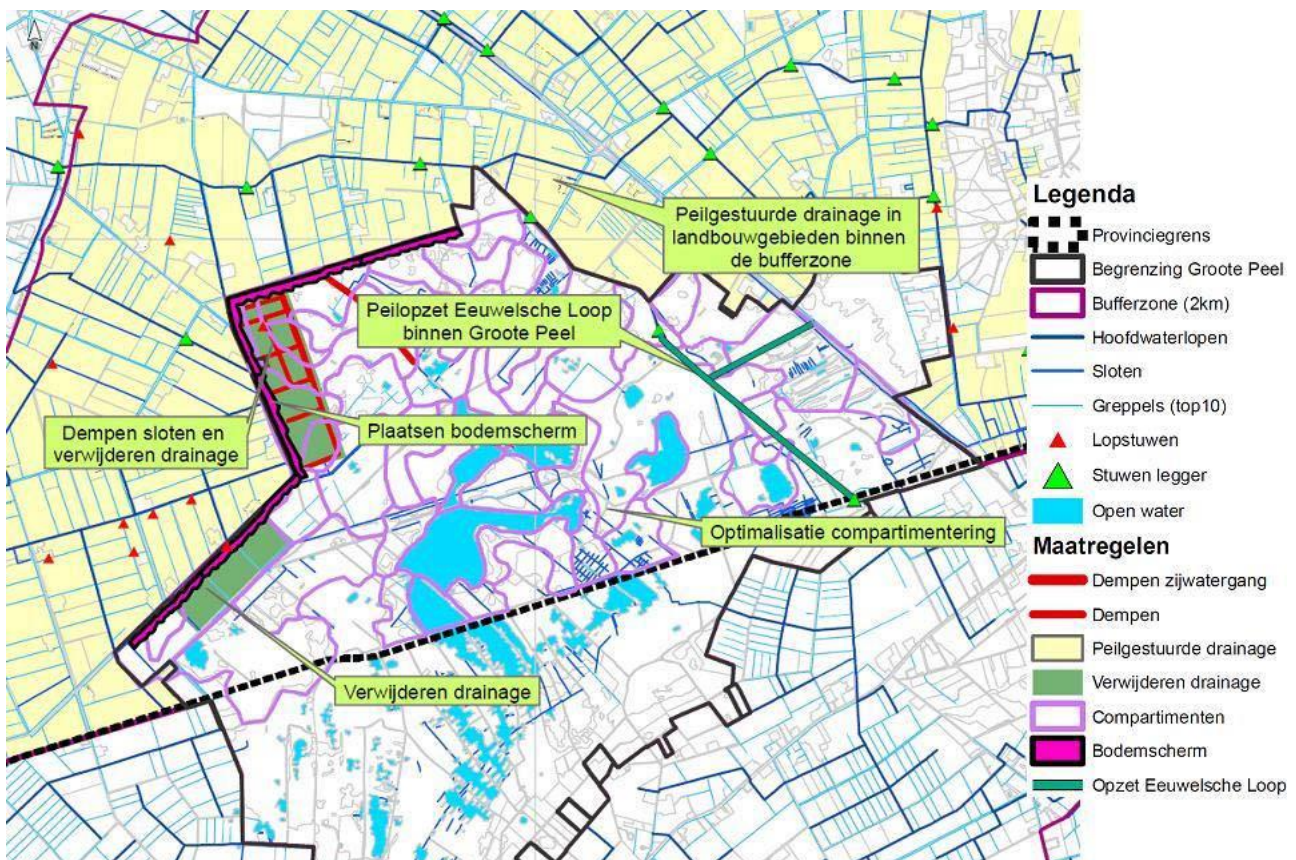 N
Peilgestuurde drainage in
landbouwgebieden binnen
de bufferzone
Peilopzet Eeuwelsche Loop
binnen Groote Peel
Dempen sloten en
verwijderen drainage
Plaatsen bodemscherm
Optimalisatie compartimentering
Verwijderen drainage
Legenda
Provinciegrens
Begrenzing Groote Peel
Bufferzone (2km)
Hoofdwaterlopen
Sloten
Greppels (top10)
Lopstuwen
Stuwen legger
Open water
Maatregelen
Dempen zijwatergang
Dempen
Peilgestuurde drainage
Verwijderen drainage
Compartimenten
Bodemscherm
Opzet Eeuwelsche Loop